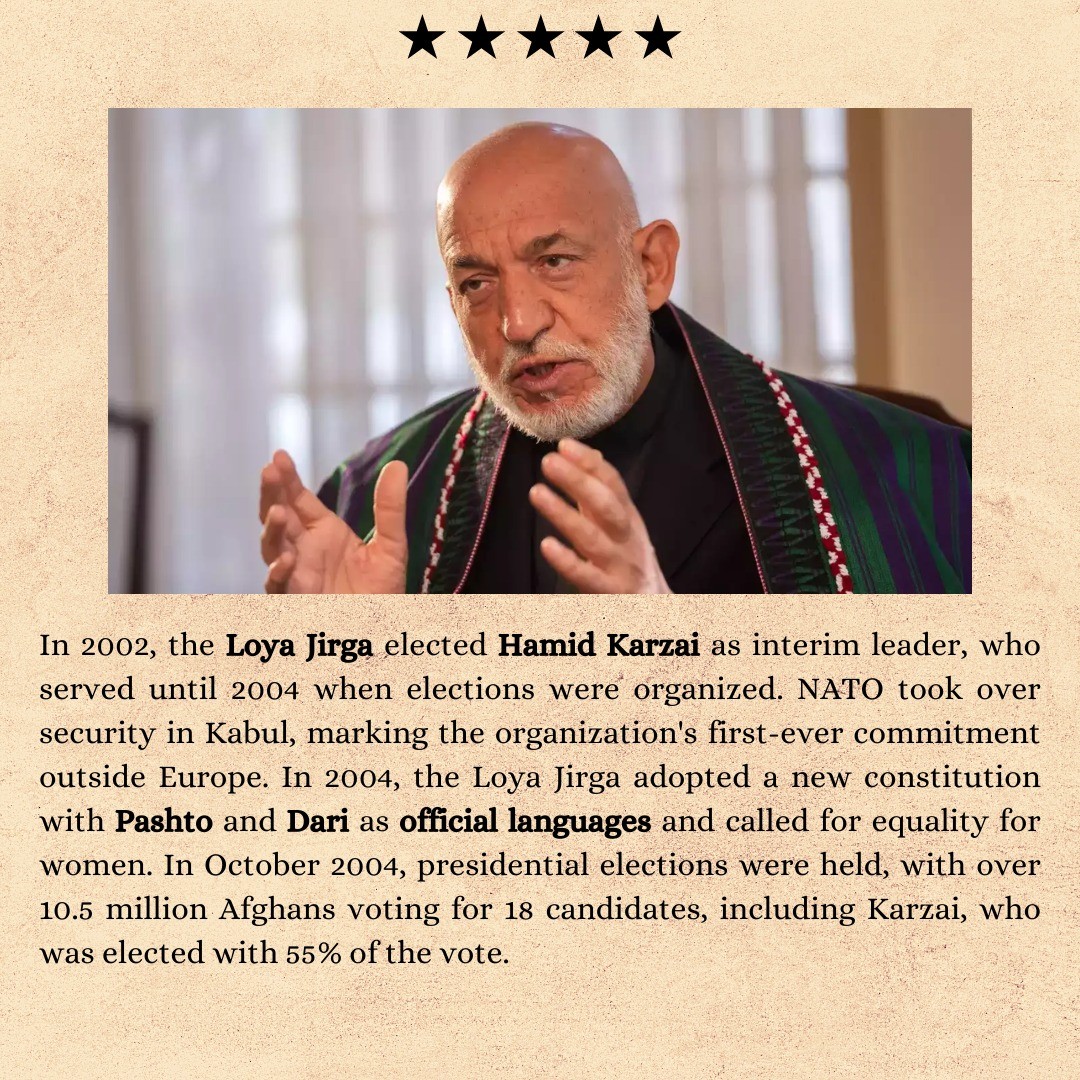 In 2002, the Loya Jirga elected Hamid Karzai as interim leader, who
served until 2004 when elections were organized. NATO took over
security in Kabul, marking the organization's first-ever commitment
outside Europe. In 2004, the Loya Jirga adopted a new constitution
with Pashto and Dari as official languages and called for equality for
women. In October 2004, presidential elections were held, with over
10.5 million Afghans voting for 18 candidates, including Karzai, who
was elected with 55% of the vote.